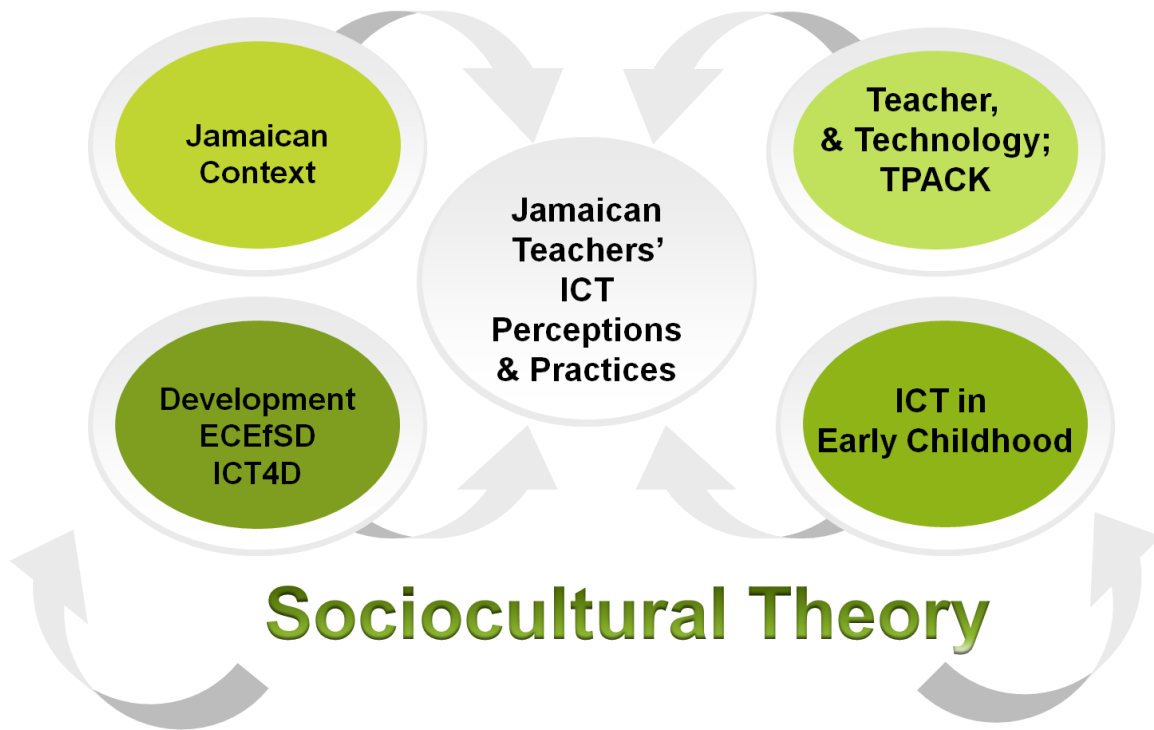 Jamaican
Context
Teacher,
& Technology;
TPACK
Jamaican
Teachers’
ICT
Perceptions
& Practices
Development
ECEfSD
ICT4D
ICT in
Early Childhood
Sociocultural Theory